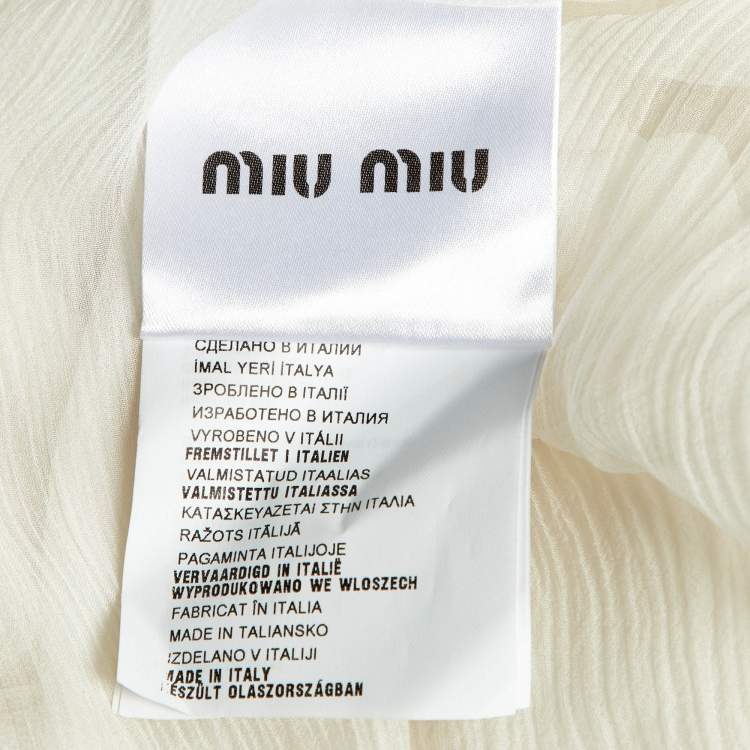 miu miu
СДЕЛАНО В ИТАЛИИ
İMAL YERİ İTALYA
ЗРОБЛЕНО В ІТАЛІЇ
ИЗРАБОТЕНО В ИТАЛИЯ
VYROBENO V ITÁLII
FREMSTILLET I ITALIEN
VALMISTATUD ITAALIAS
VALMISTETTU ITALIASSA
ΚΑΤΑΣΚΕΥΑΖΕΤΑΙ ΣΤΗΝ ΙΤΑΛΙΑ
RAŽOTS ITĀLIJĀ
PAGAMINTA ITALIJOJE
VERVAARDIGD IN ITALIË
WYPRODUKOWANO WE WLOSZECH
FABRICAT ÎN ITALIA
MADE IN TALIANSKO
IZDELANO V ITALIJI
MADE IN ITALY
KÉSZÜLT OLASZORSZÁGBAN